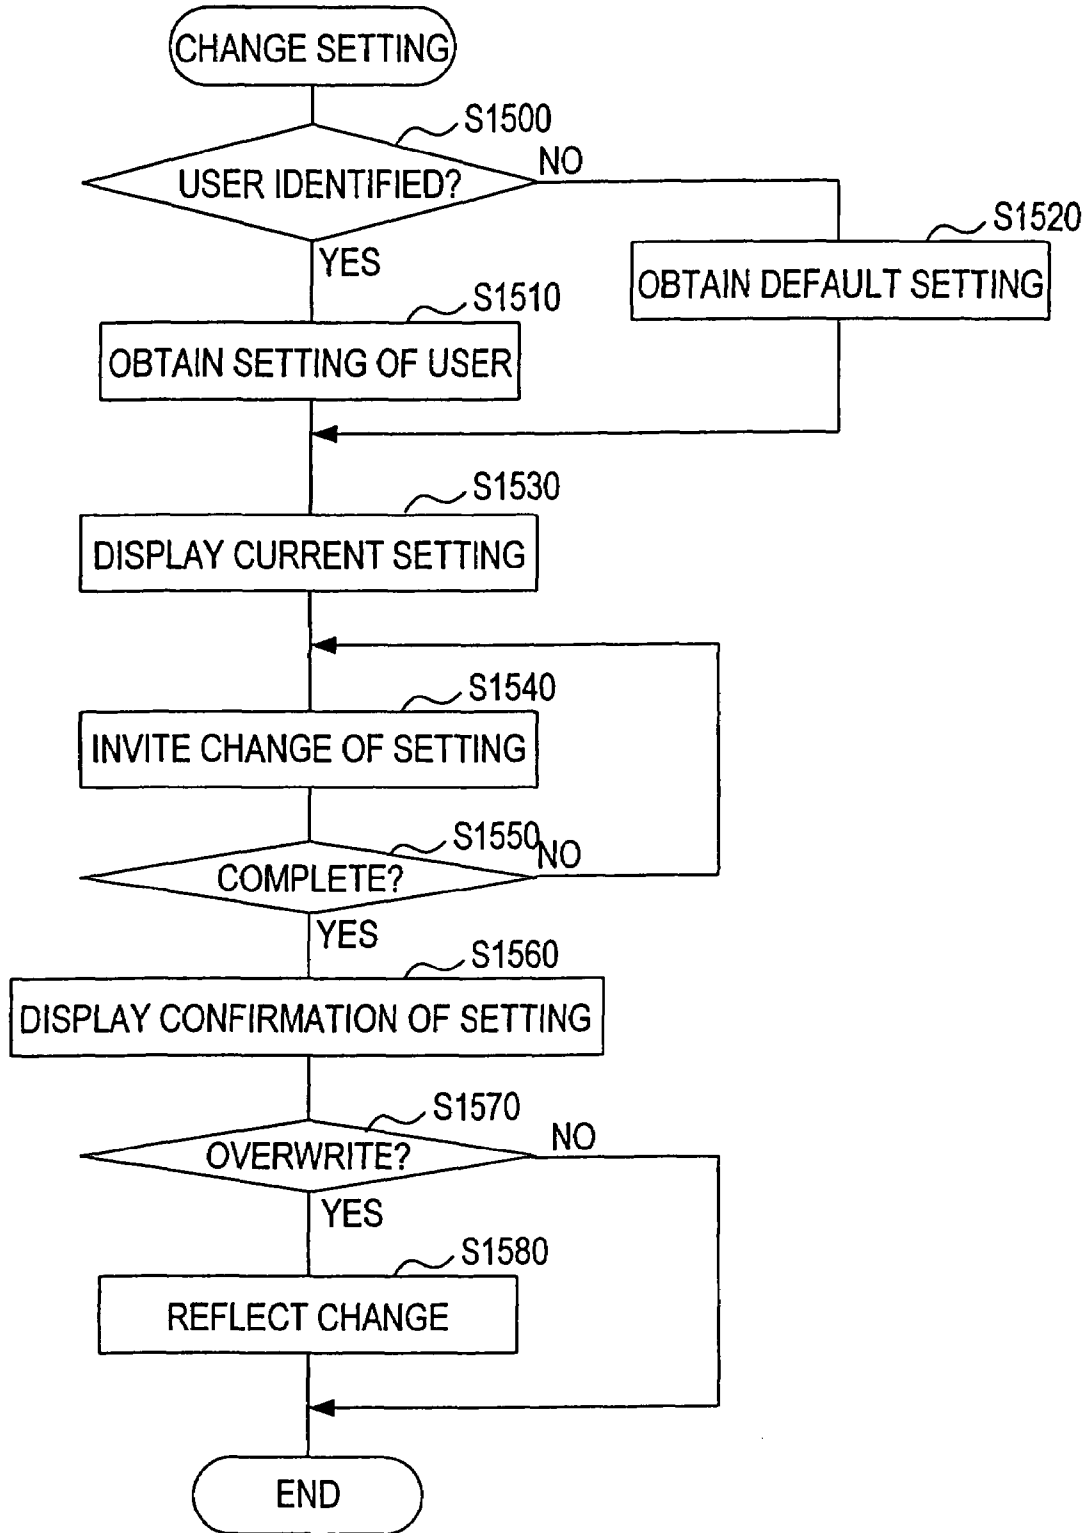 CHANGE SETTING
S1500
USER IDENTIFIED?
NO
YES
S1520
OBTAIN DEFAULT SETTING
S1510
OBTAIN SETTING OF USER
S1530
DISPLAY CURRENT SETTING
S1540
INVITE CHANGE OF SETTING
S1550
NO
COMPLETE?
YES
S1560
DISPLAY CONFIRMATION OF SETTING
S1570
NO
OVERWRITE?
YES
S1580
REFLECT CHANGE
END